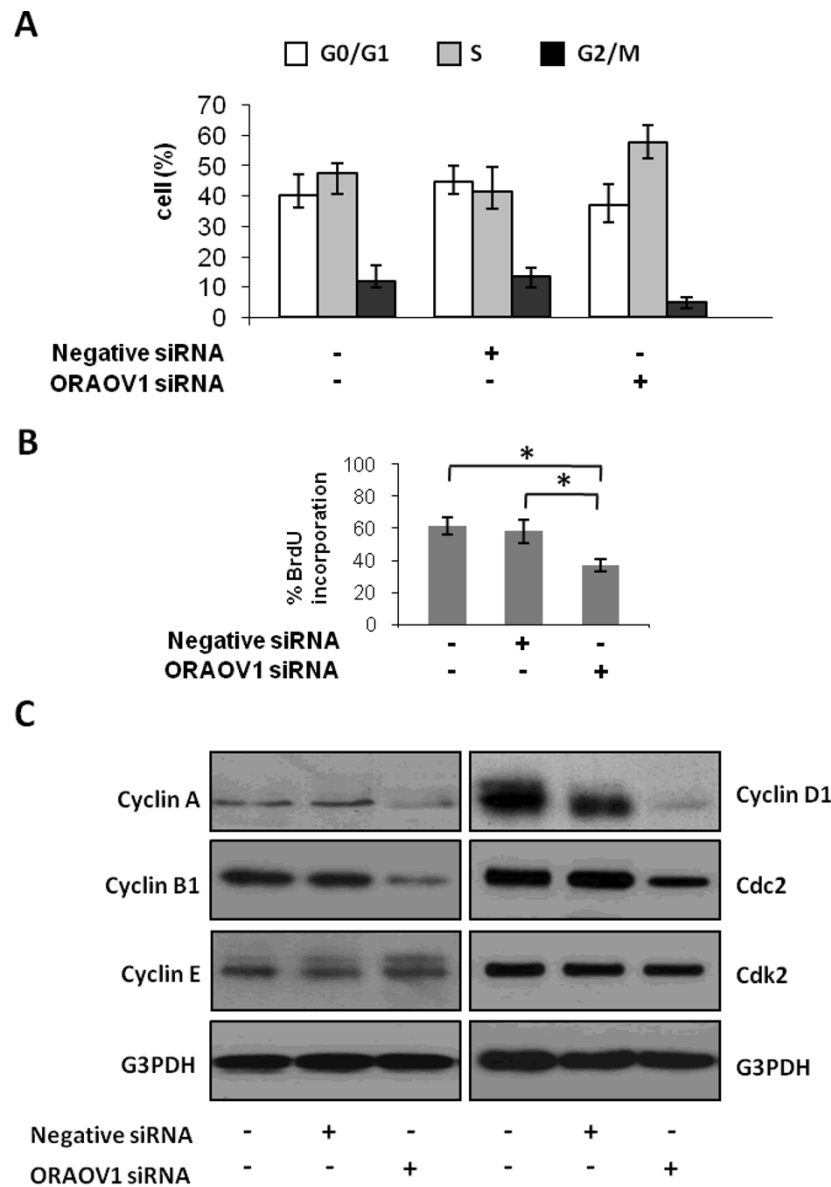 A
G0/G1 S G2/M
70
60
50
40
30
20
10
0
cell (%)
Negative siRNA - + -
ORAOV1 siRNA - - +
B
100
80
60
40
20
0
% BrdU
incorporation
* *
Negative siRNA - + -
ORAOV1 siRNA - - +
C
Cyclin A Cyclin D1
Cyclin B1 Cdc2
Cyclin E Cdk2
G3PDH G3PDH
Negative siRNA - + - - + -
ORAOV1 siRNA - - + - - +